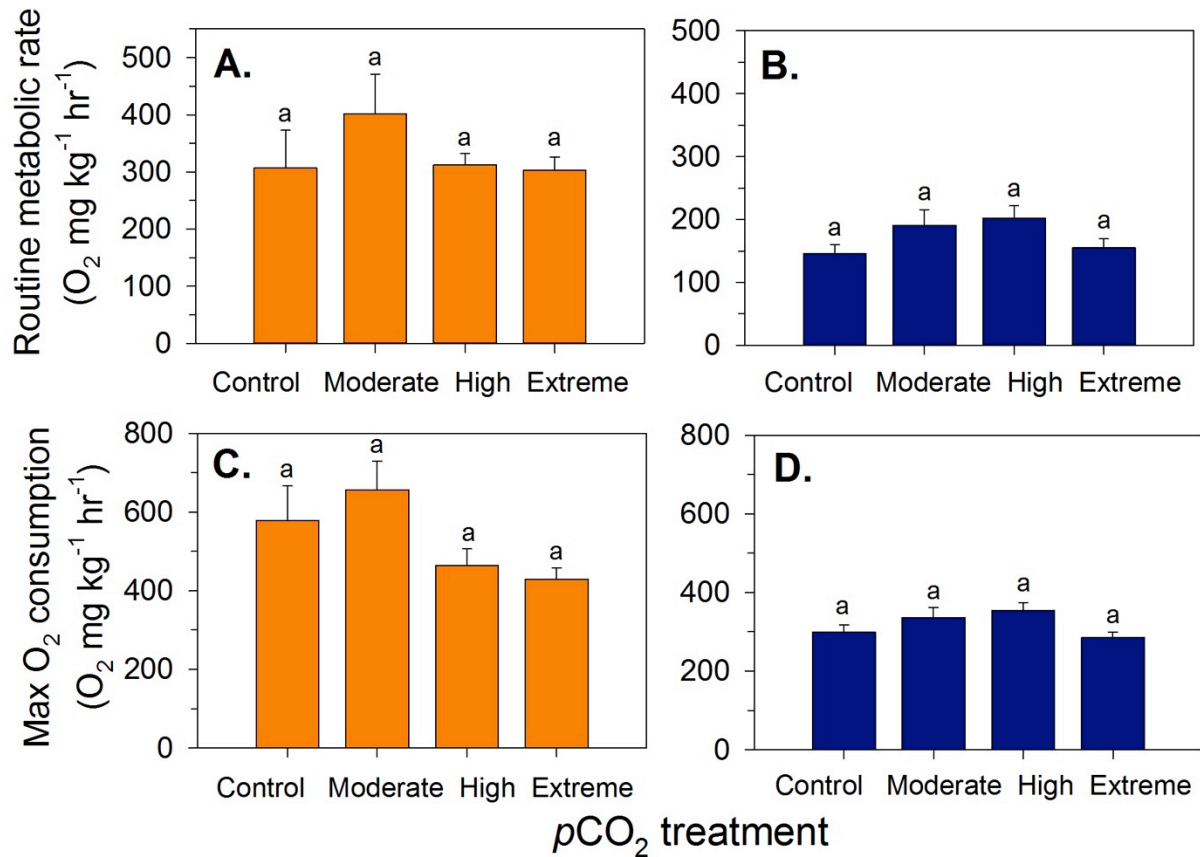 Routine metabolic rate
(O₂ mg kg⁻¹ hr⁻¹)
500
400
300
200
100
0
A.
a
a
a
a
Control Moderate High Extreme
500
400
300
200
100
0
B.
a
a
a
a
Control Moderate High Extreme
Max O₂ consumption
(O₂ mg kg⁻¹ hr⁻¹)
800
600
400
200
0
C.
a
a
a
a
Control Moderate High Extreme
800
600
400
200
0
D.
a
a
a
a
Control Moderate High Extreme
pCO₂ treatment